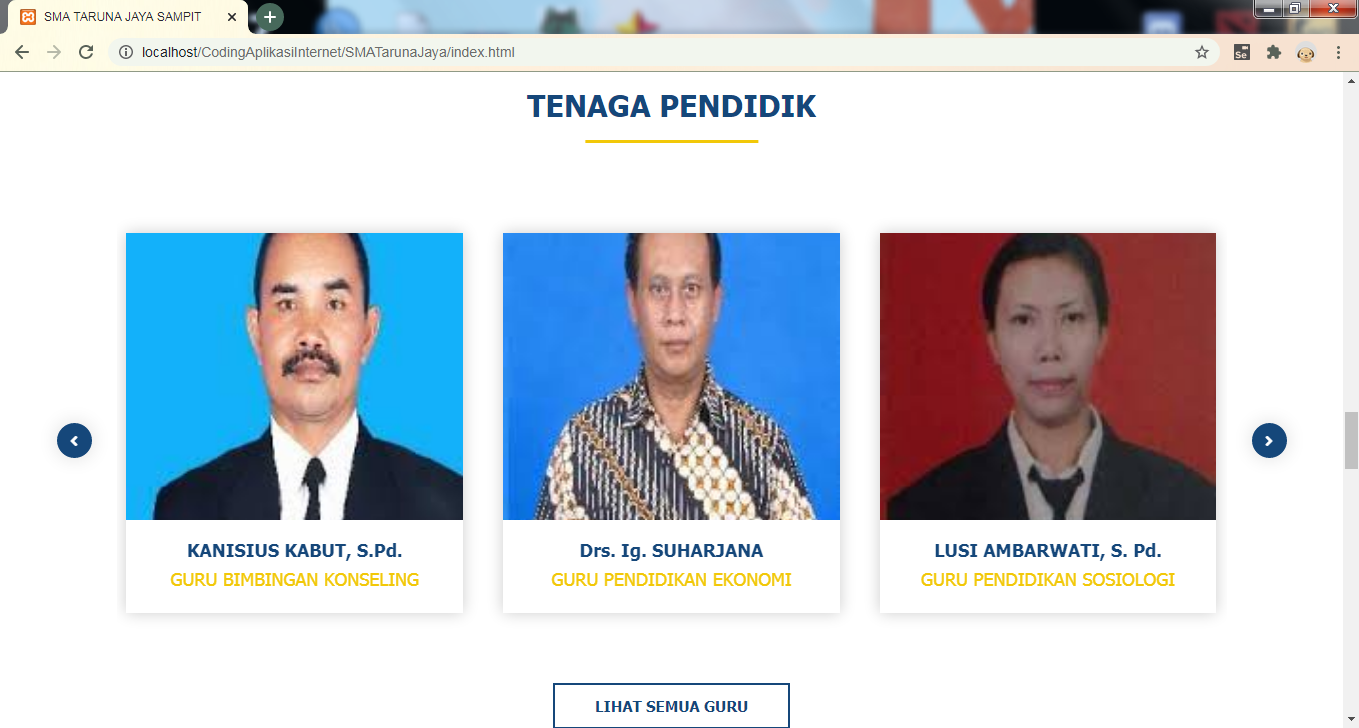 SMA TARUNA JAYA SAMPIT
localhost/CodingAplikasiInternet/SMATarunaJaya/index.html
Se
TENAGA PENDIDIK
KANISIUS KABUT, S.Pd.
GURU BIMBINGAN KONSELING
Drs. Ig. SUHARJANA
GURU PENDIDIKAN EKONOMI
LUSI AMBARWATI, S. Pd.
GURU PENDIDIKAN SOSIOLOGI
LIHAT SEMUA GURU